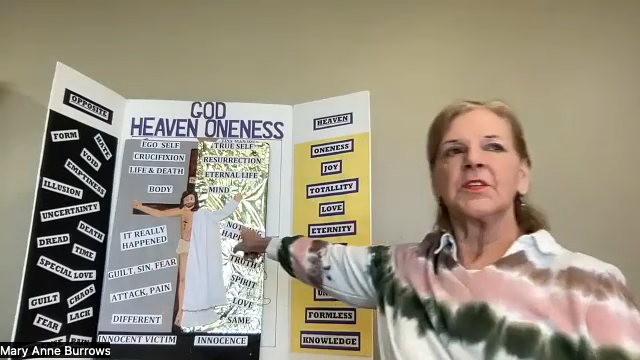 OPPOSITE
FORM
HATE
VOID
EMPTINESS
ILLUSION
UNCERTAINTY
DEATH
DREAD
TIME
SPECIAL LOVE
GUILT
CHAOS
LACK
FEAR
GOD
HEAVEN ONENESS
EGO SELF
CRUCIFIXION
LIFE & DEATH
BODY
IT REALLY
HAPPENED
GUILT, SIN, FEAR
ATTACK, PAIN
DIFFERENT
INNOCENT VICTIM
TRUE SELF
RESURRECTION
ETERNAL LIFE
MIND
TRUTH
SPIRIT
LOVE
SAME
INNOCENCE
HEAVEN
ONENESS
JOY
TOTALLITY
LOVE
ETERNITY
FORMLESS
KNOWLEDGE
Mary Anne Burrows